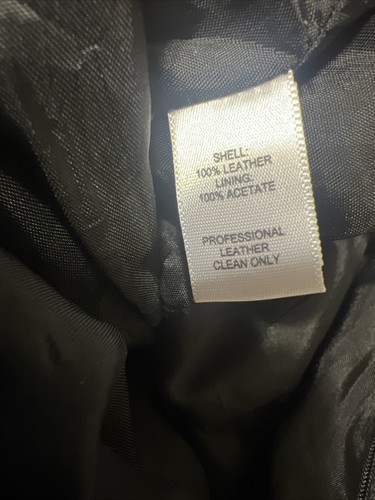 SHELL:
100% LEATHER
LINING:
100% ACETATE
PROFESSIONAL
LEATHER
CLEAN ONLY